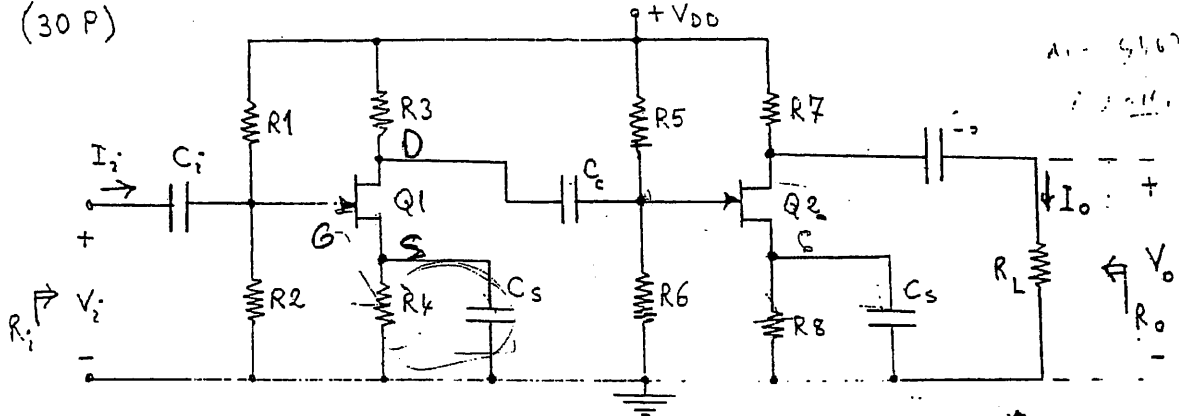 (30 P)
+ VDD
R1
R3
R5
R7
D
Ii
Ci
Cc
Q1
Q2
+
Io
+
G
S
S
Ri
Vi
R2
R4
Cs
R6
R8
Cs
RL
Vo
Ro
-
-